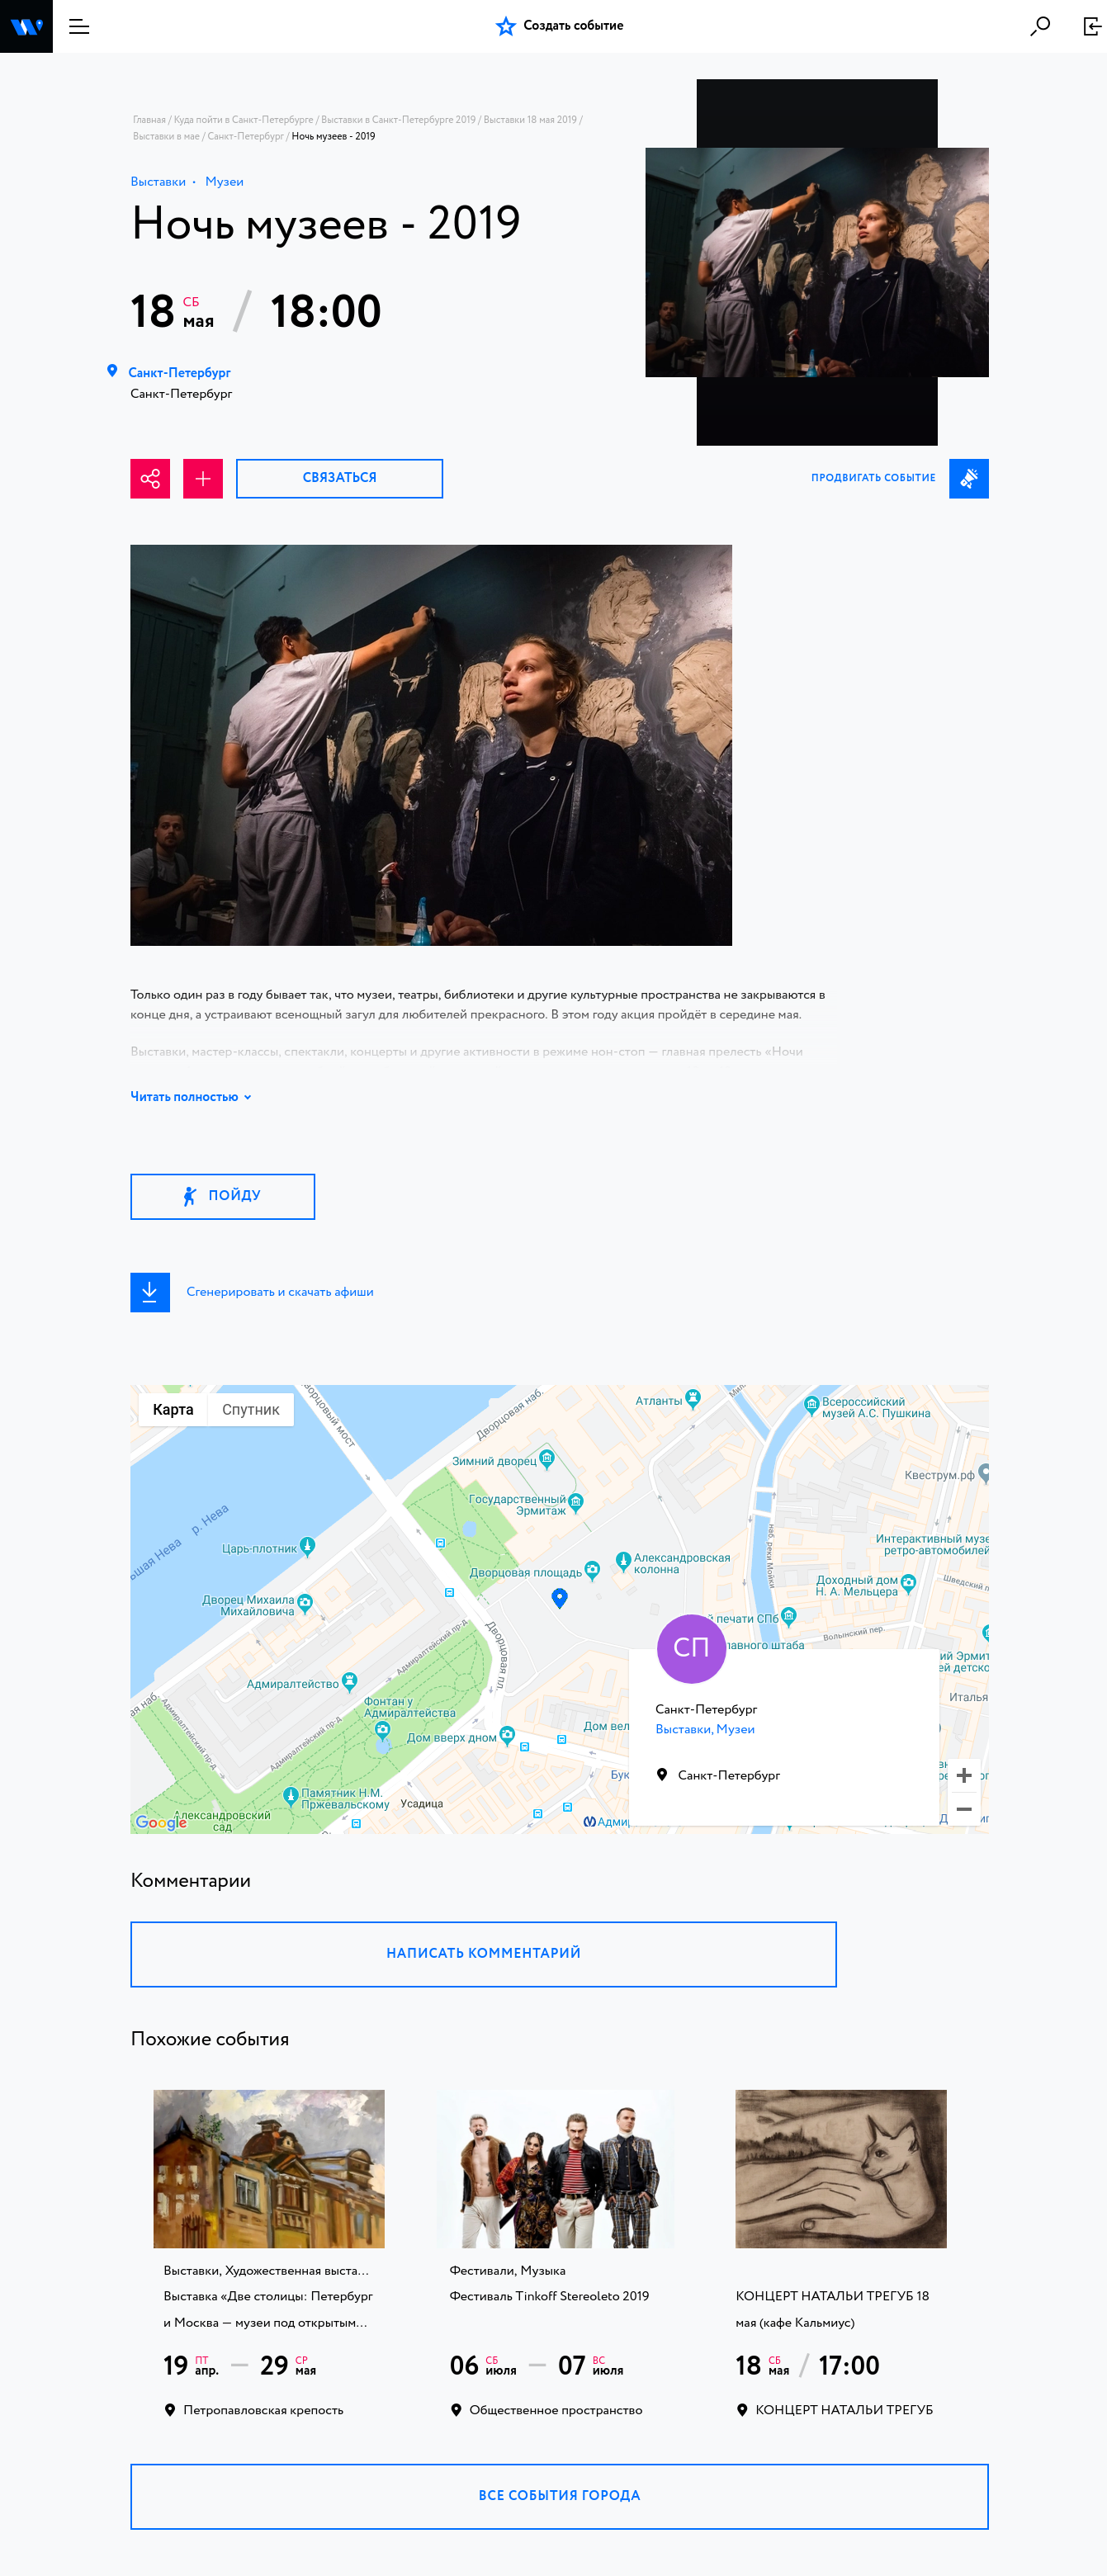 Создать событие
Главная / Куда пойти в Санкт-Петербурге / Выставки в Санкт-Петербурге 2019 / Выставки 18 мая 2019 /
Выставки в мае / Санкт-Петербург / Ночь музеев - 2019
Выставки • Музеи
Ночь музеев - 2019
18 СБ мая / 18:00
Санкт-Петербург
Санкт-Петербург
СВЯЗАТЬСЯ
ПРОДВИГАТЬ СОБЫТИЕ
Только один раз в году бывает так, что музеи, театры, библиотеки и другие культурные пространства не закрываются в
конце дня, а устраивают всенощный загул для любителей прекрасного. В этом году акция пройдёт в середине мая.
Выставки, мастер-классы, спектакли, концерты и другие активности в режиме нон-стоп — главная прелесть «Ночи
Читать полностью
ПОЙДУ
Сгенерировать и скачать афиши
Карта Спутник
Дворцовый мост
Дворцовая наб.
Атланты
Всероссийский
музей А.С. Пушкина
Зимний дворец
Квеструм.рф
Государственный
Эрмитаж
р. Нева
Царь-плотник
наб. реки Мойки
Александровская
колонна
Дворцовая площадь
Доходный дом
Н. А. Мельцера
Шведский
Дворец Михаила
Михайловича
печати СПб
Волынский пер.
Дворцовая пл.
Адмиралтейский пр-д
Адмиралтейство
Фонтан у
Адмиралтейства
Дом вверх дном
Памятник Н.М.
Пржевальскому
Усадица
Александровский
сад
Google
СП
Санкт-Петербург
Выставки, Музеи
Санкт-Петербург
Комментарии
НАПИСАТЬ КОММЕНТАРИЙ
Похожие события
Выставки, Художественная выста...
Выставка «Две столицы: Петербург
и Москва — музеи под открытым...
19 ПТ апр. — 29 СР мая
Петропавловская крепость
Фестивали, Музыка
Фестиваль Tinkoff Stereoleto 2019
06 СБ июля — 07 ВС июля
Общественное пространство
КОНЦЕРТ НАТАЛЬИ ТРЕГУБ 18
мая (кафе Кальмиус)
18 СБ мая / 17:00
КОНЦЕРТ НАТАЛЬИ ТРЕГУБ
ВСЕ СОБЫТИЯ ГОРОДА